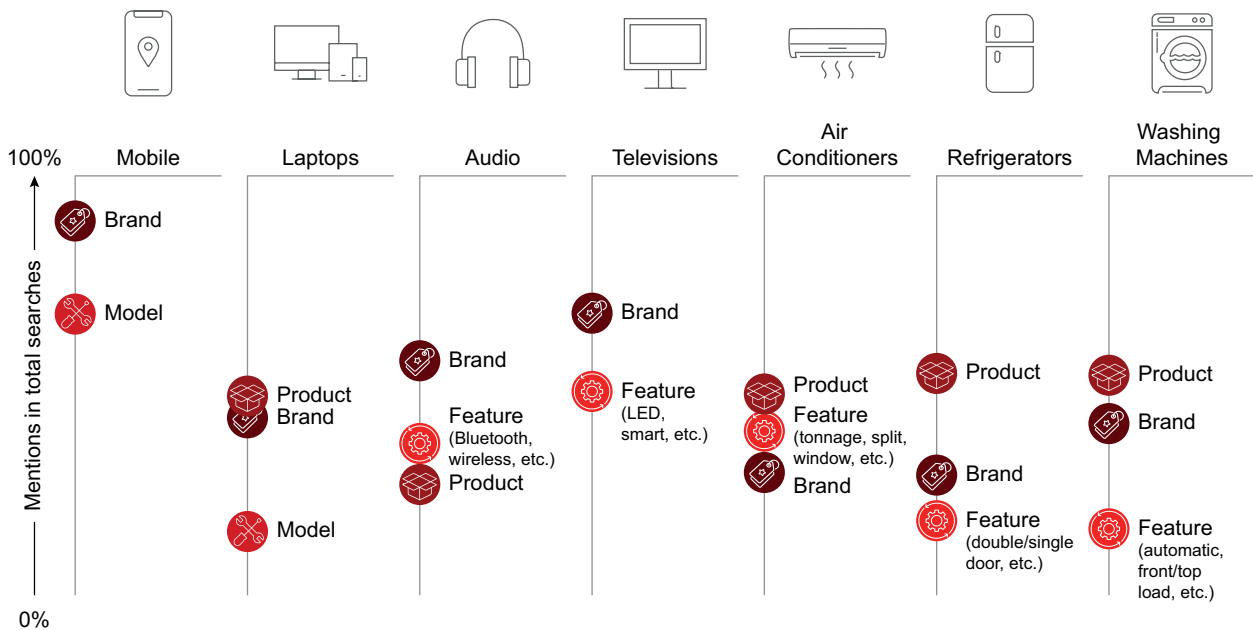 100%
Mentions in total searches
0%
Mobile
Brand
Model
Laptops
Product
Brand
Model
Audio
Brand
Feature
(Bluetooth,
wireless, etc.)
Product
Televisions
Brand
Feature
(LED,
smart, etc.)
Air
Conditioners
Product
Feature
(tonnage, split,
window, etc.)
Brand
Refrigerators
Product
Brand
Feature
(double/single
door, etc.)
Washing
Machines
Product
Brand
Feature
(automatic,
front/top
load, etc.)